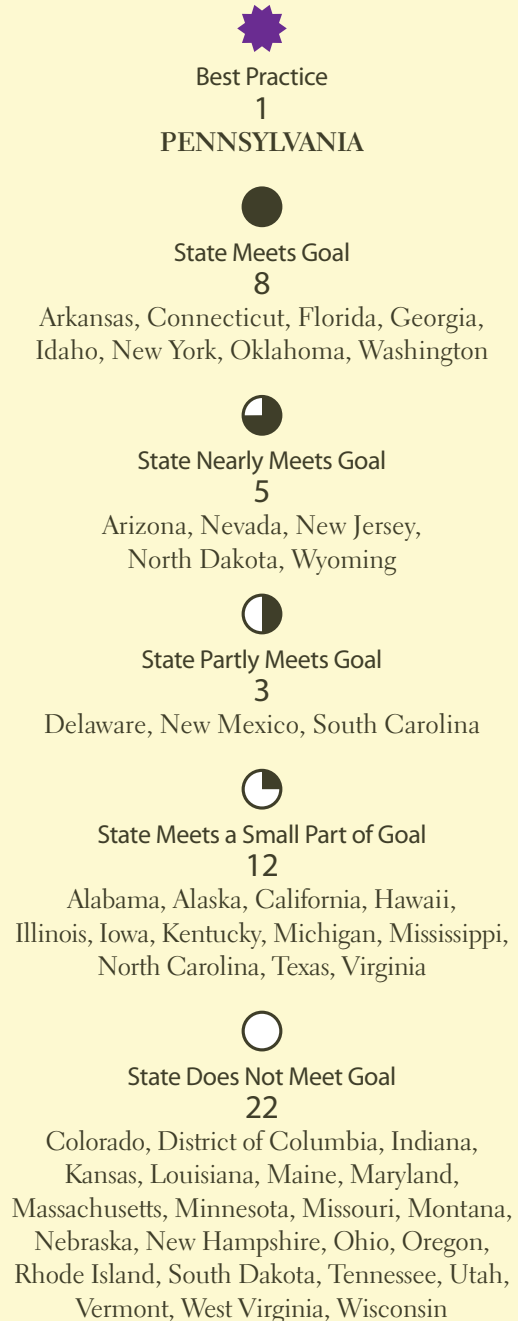 Best Practice
1
PENNSYLVANIA
State Meets Goal
8
Arkansas, Connecticut, Florida, Georgia,
Idaho, New York, Oklahoma, Washington
State Nearly Meets Goal
5
Arizona, Nevada, New Jersey,
North Dakota, Wyoming
State Partly Meets Goal
3
Delaware, New Mexico, South Carolina
State Meets a Small Part of Goal
12
Alabama, Alaska, California, Hawaii,
Illinois, Iowa, Kentucky, Michigan, Mississippi,
North Carolina, Texas, Virginia
State Does Not Meet Goal
22
Colorado, District of Columbia, Indiana,
Kansas, Louisiana, Maine, Maryland,
Massachusetts, Minnesota, Missouri, Montana,
Nebraska, New Hampshire, Ohio, Oregon,
Rhode Island, South Dakota, Tennessee, Utah,
Vermont, West Virginia, Wisconsin